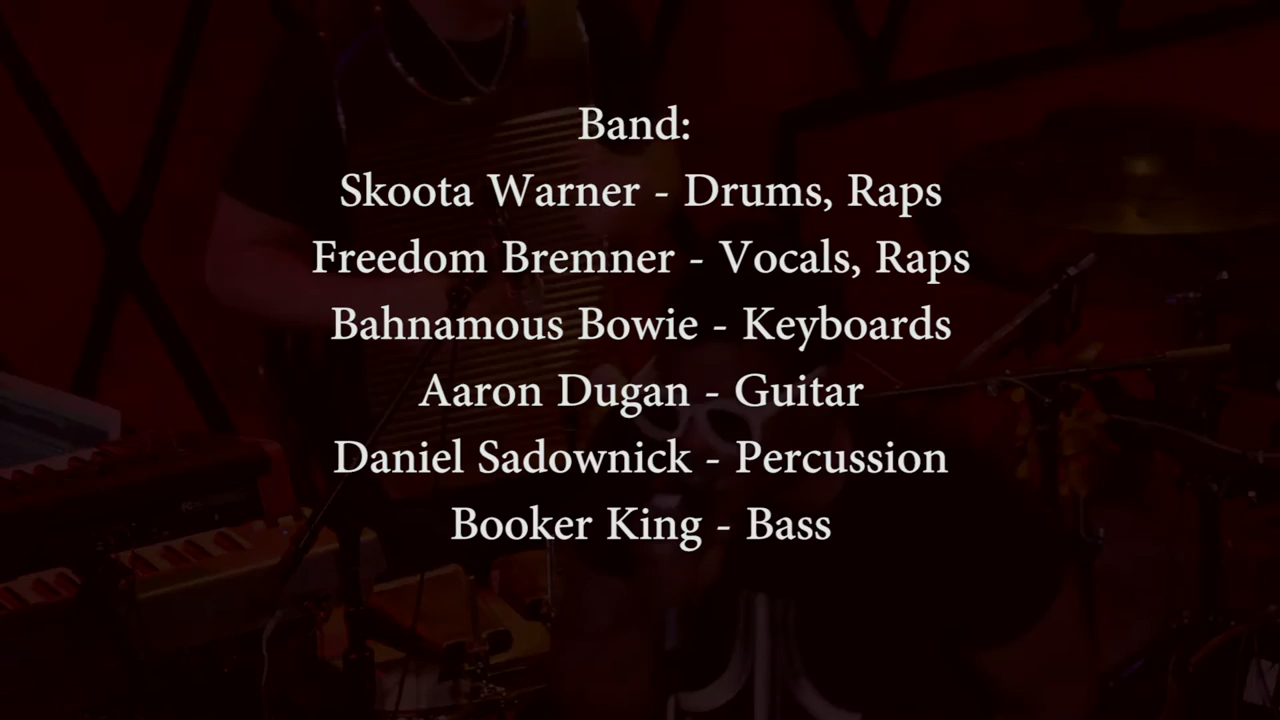 Band:
Skoota Warner - Drums, Raps
Freedom Bremner - Vocals, Raps
Bahnamous Bowie - Keyboards
Aaron Dugan - Guitar
Daniel Sadownick - Percussion
Booker King - Bass